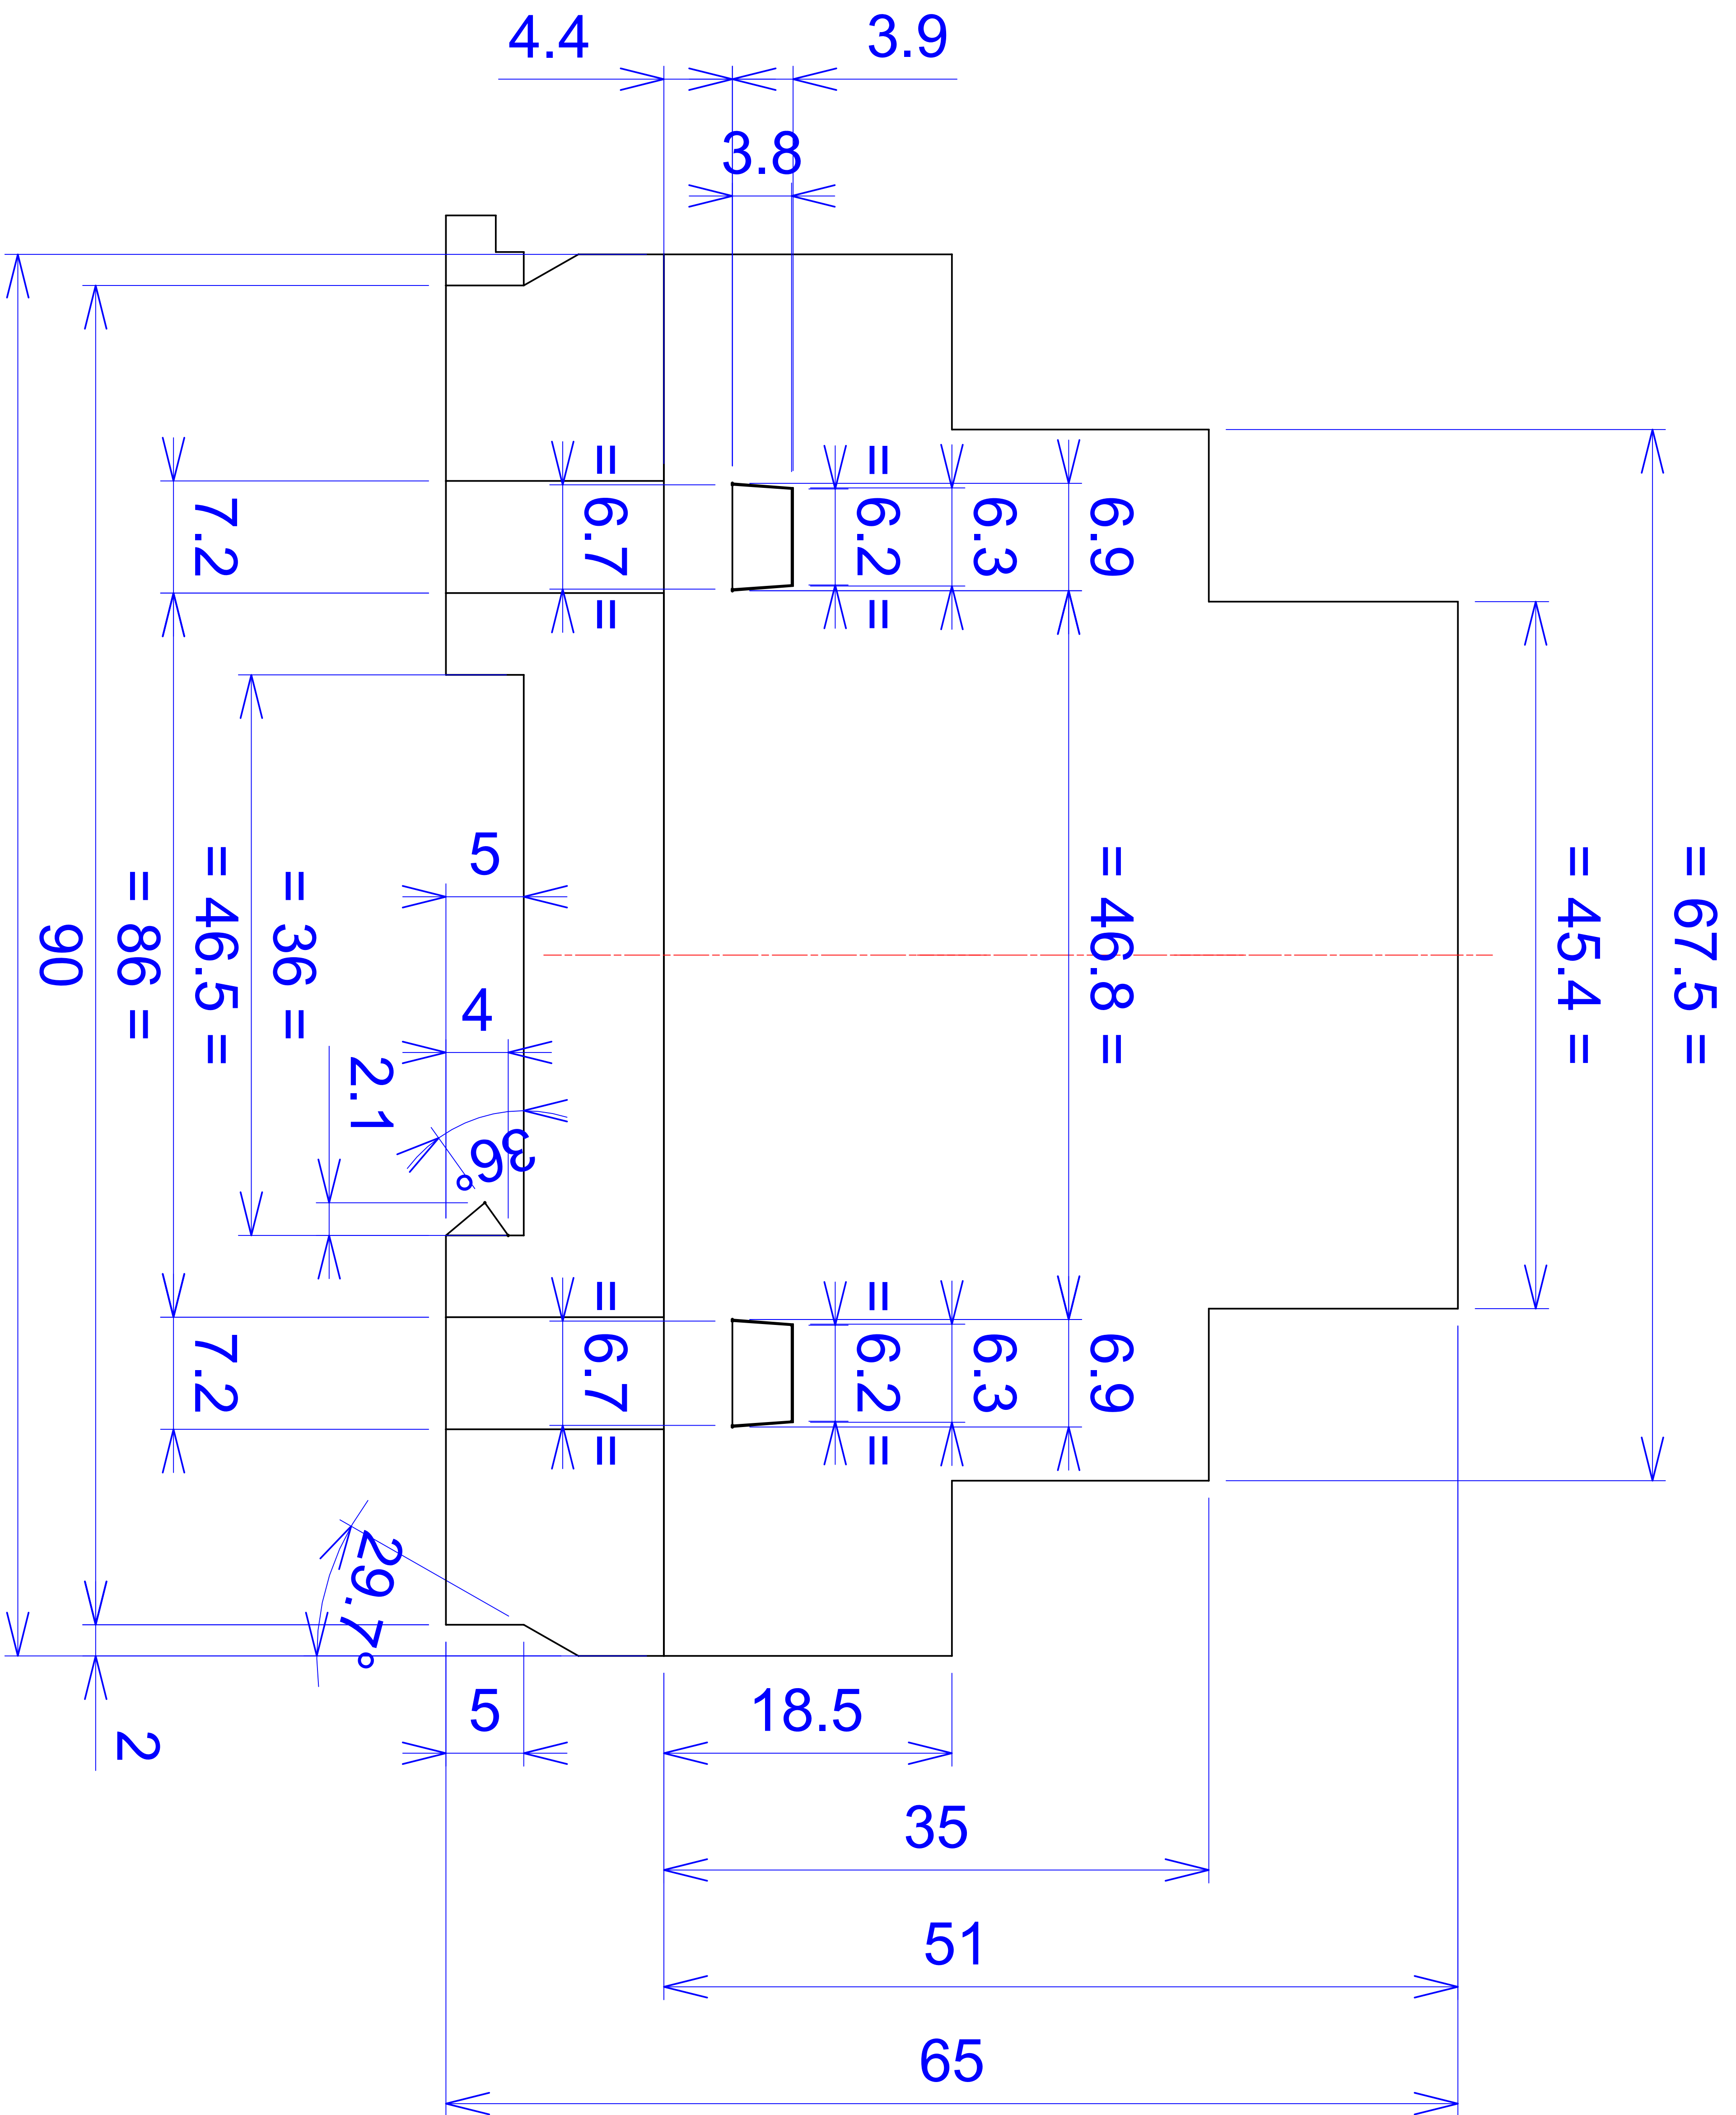 4.4
3.9
3.8
= 6.7 =
= 6.2 =
7.2
6.3
6.9
5
= 67.5 =
= 45.4 =
= 46.8 =
= 36 =
= 46.5 =
= 86 =
90
4
2.1
36°
= 6.7 =
= 6.2 =
7.2
6.3
6.9
29.7°
5
18.5
2
35
51
65